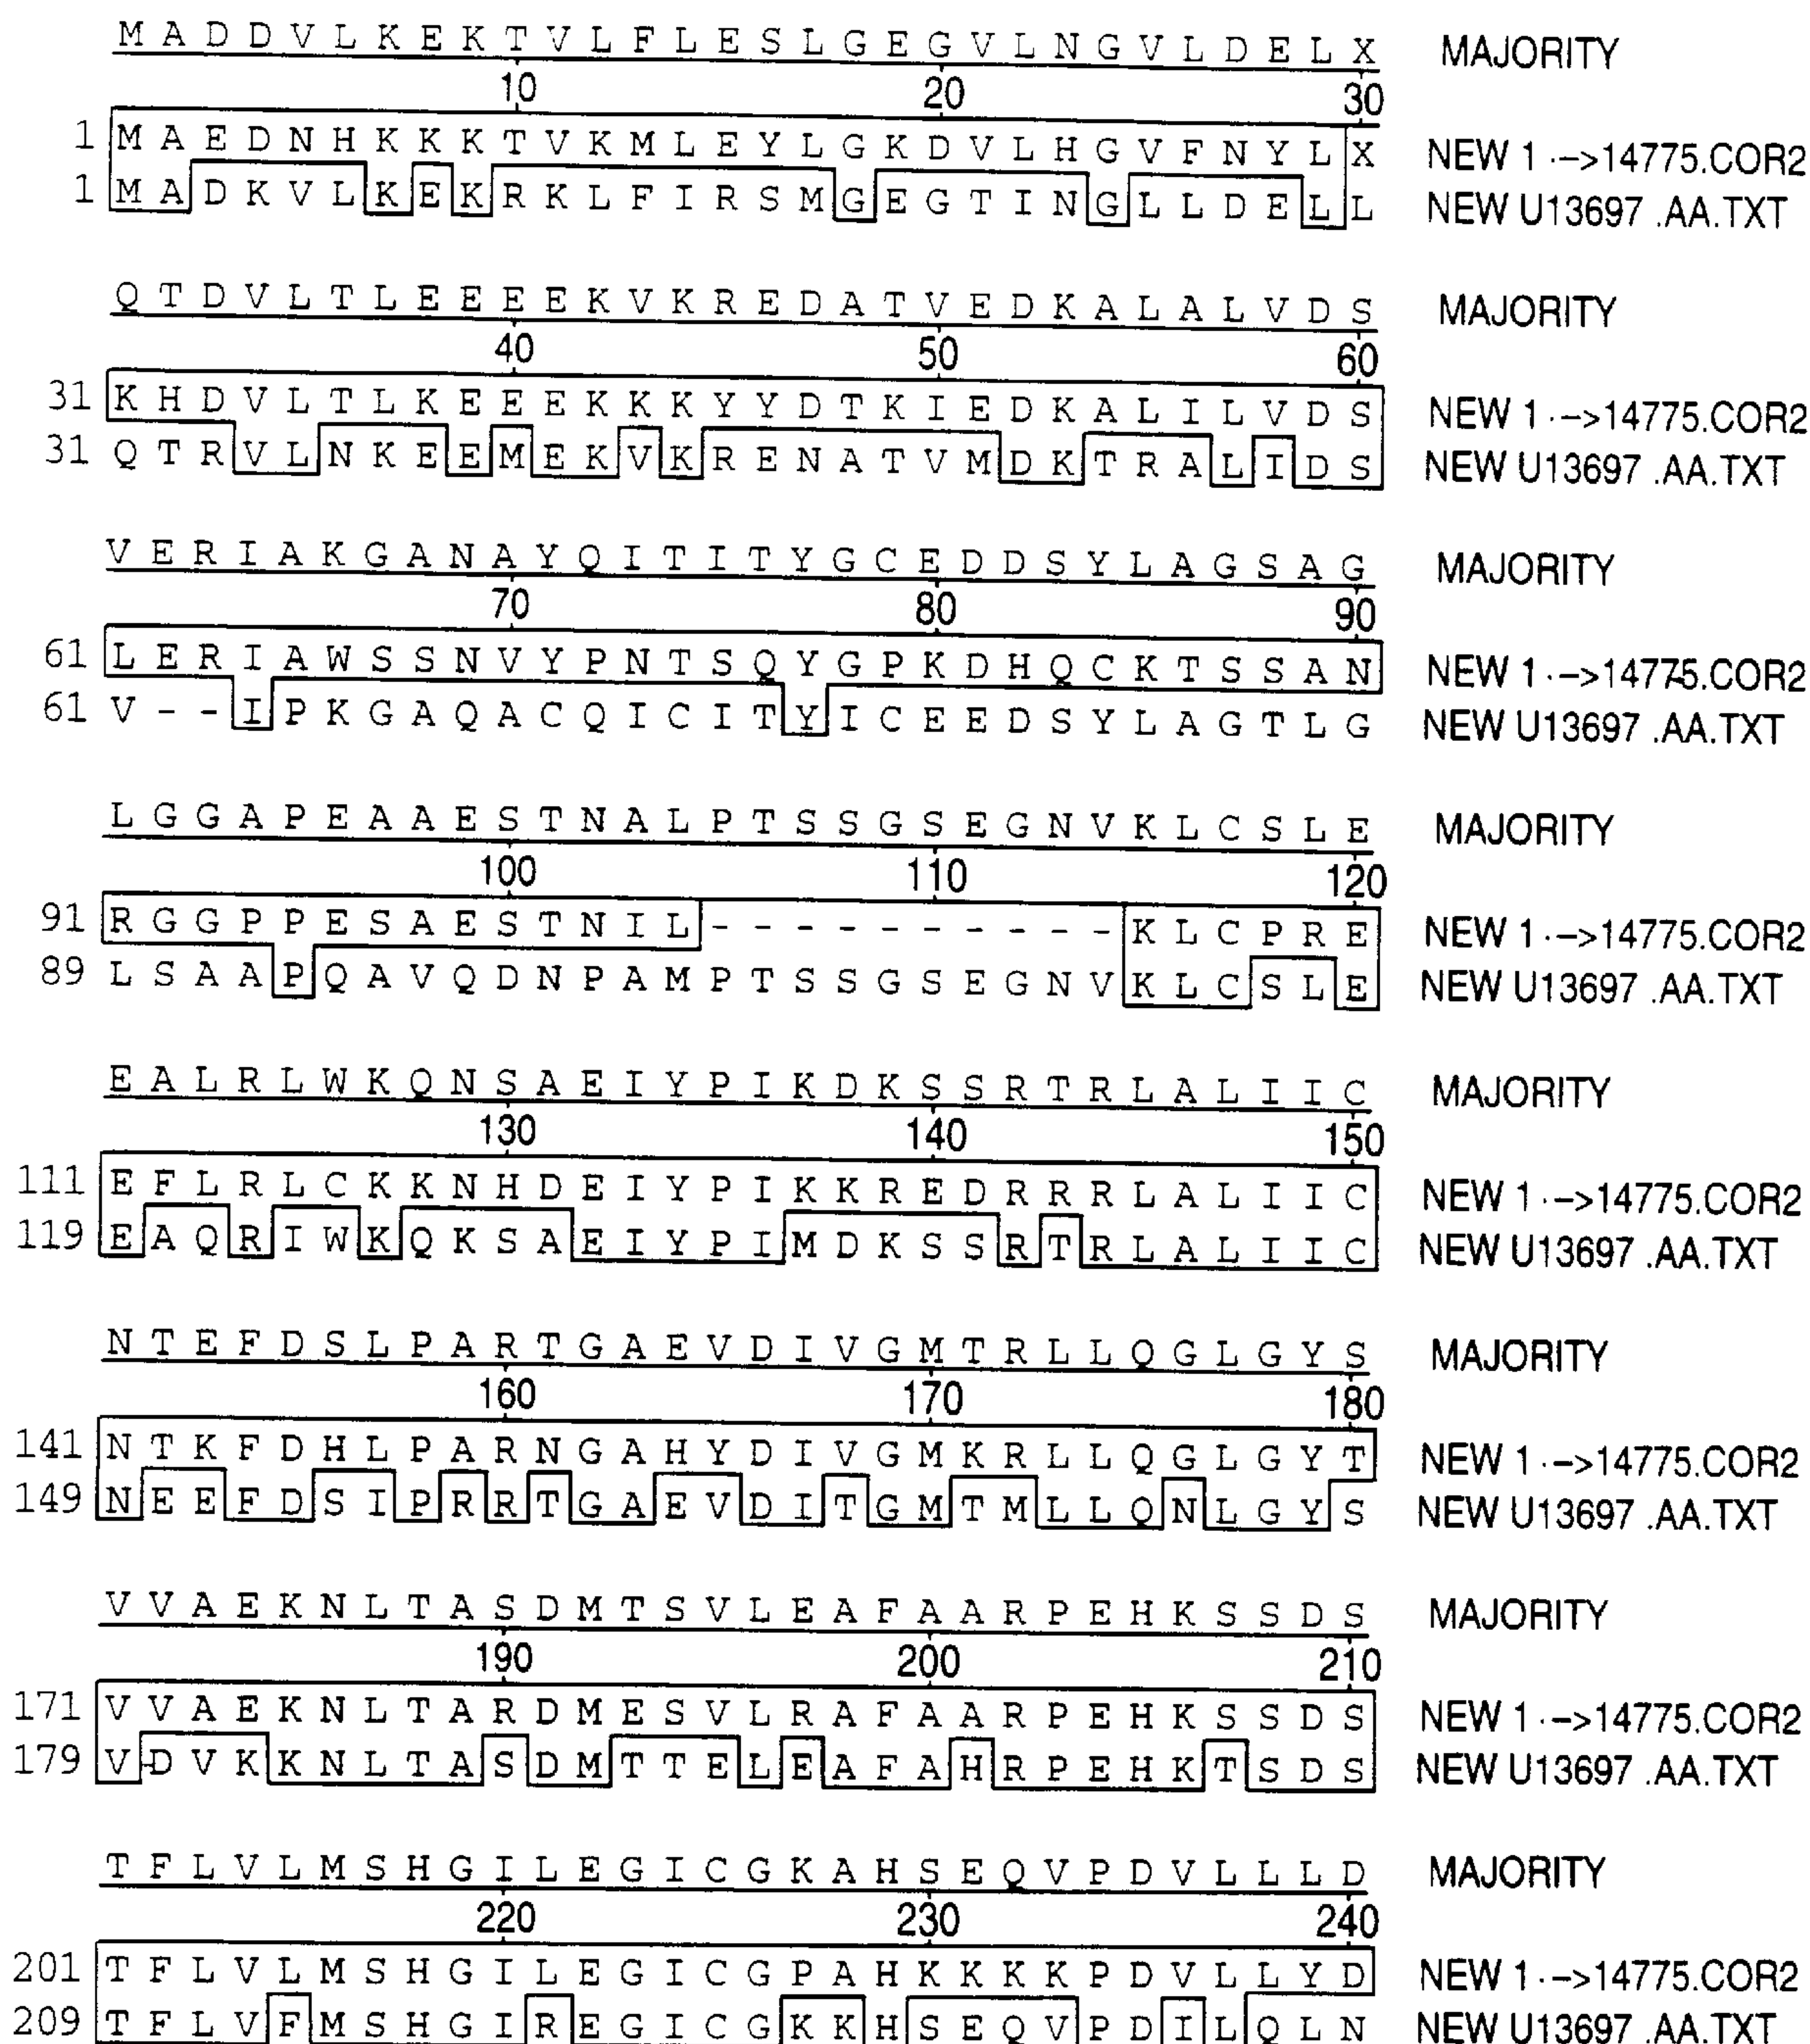 M A D D V L K E K T V L F L E S L G E G V L N G V L D E L X MAJORITY
10 20 30
1 M A E D N H K K K T V K M L E Y L G K D V L H G V F N Y L X NEW 1 ·->14775.COR2
1 M A D K V L K E K R K L F I R S M G E G T I N G L L D E L L NEW U13697 .AA.TXT
Q T D V L T L E E E E K V K R E D A T V E D K A L A L V D S MAJORITY
40 50 60
31 K H D V L T L K E E E K K K Y Y D T K I E D K A L I L V D S NEW 1 ·->14775.COR2
31 Q T R V L N K E E M E K V K R E N A T V M D K T R A L I D S NEW U13697 .AA.TXT
V E R I A K G A N A Y Q I T I T Y G C E D D S Y L A G S A G MAJORITY
70 80 90
61 L E R I A W S S N V Y P N T S Q Y G P K D H Q C K T S S A N NEW 1 ·->14775.COR2
61 V - - I P K G A Q A C Q I C I T Y I C E E D S Y L A G T L G NEW U13697 .AA.TXT
L G G A P E A A E S T N A L P T S S G S E G N V K L C S L E MAJORITY
100 110 120
91 R G G P P E S A E S T N I L - - - - - - - - - - K L C P R E NEW 1 ·->14775.COR2
89 L S A A P Q A V Q D N P A M P T S S G S E G N V K L C S L E NEW U13697 .AA.TXT
E A L R L W K Q N S A E I Y P I K D K S S R T R L A L I I C MAJORITY
130 140 150
111 E F L R L C K K N H D E I Y P I K K R E D R R R L A L I I C NEW 1 ·->14775.COR2
119 E A Q R I W K Q K S A E I Y P I M D K S S R T R L A L I I C NEW U13697 .AA.TXT
N T E F D S L P A R T G A E V D I V G M T R L L Q G L G Y S MAJORITY
160 170 180
141 N T K F D H L P A R N G A H Y D I V G M K R L L Q G L G Y T NEW 1 ·->14775.COR2
149 N E E F D S I P R R T G A E V D I T G M T M L L Q N L G Y S NEW U13697 .AA.TXT
V V A E K N L T A S D M T S V L E A F A A R P E H K S S D S MAJORITY
190 200 210
171 V V A E K N L T A R D M E S V L R A F A A R P E H K S S D S NEW 1 ·->14775.COR2
179 V D V K K N L T A S D M T T E L E A F A H R P E H K T S D S NEW U13697 .AA.TXT
T F L V L M S H G I L E G I C G K A H S E Q V P D V L L L D MAJORITY
220 230 240
201 T F L V L M S H G I L E G I C G P A H K K K K P D V L L Y D NEW 1 ·->14775.COR2
209 T F L V F M S H G I R E G I C G K K H S E Q V P D I L Q L N NEW U13697 .AA.TXT